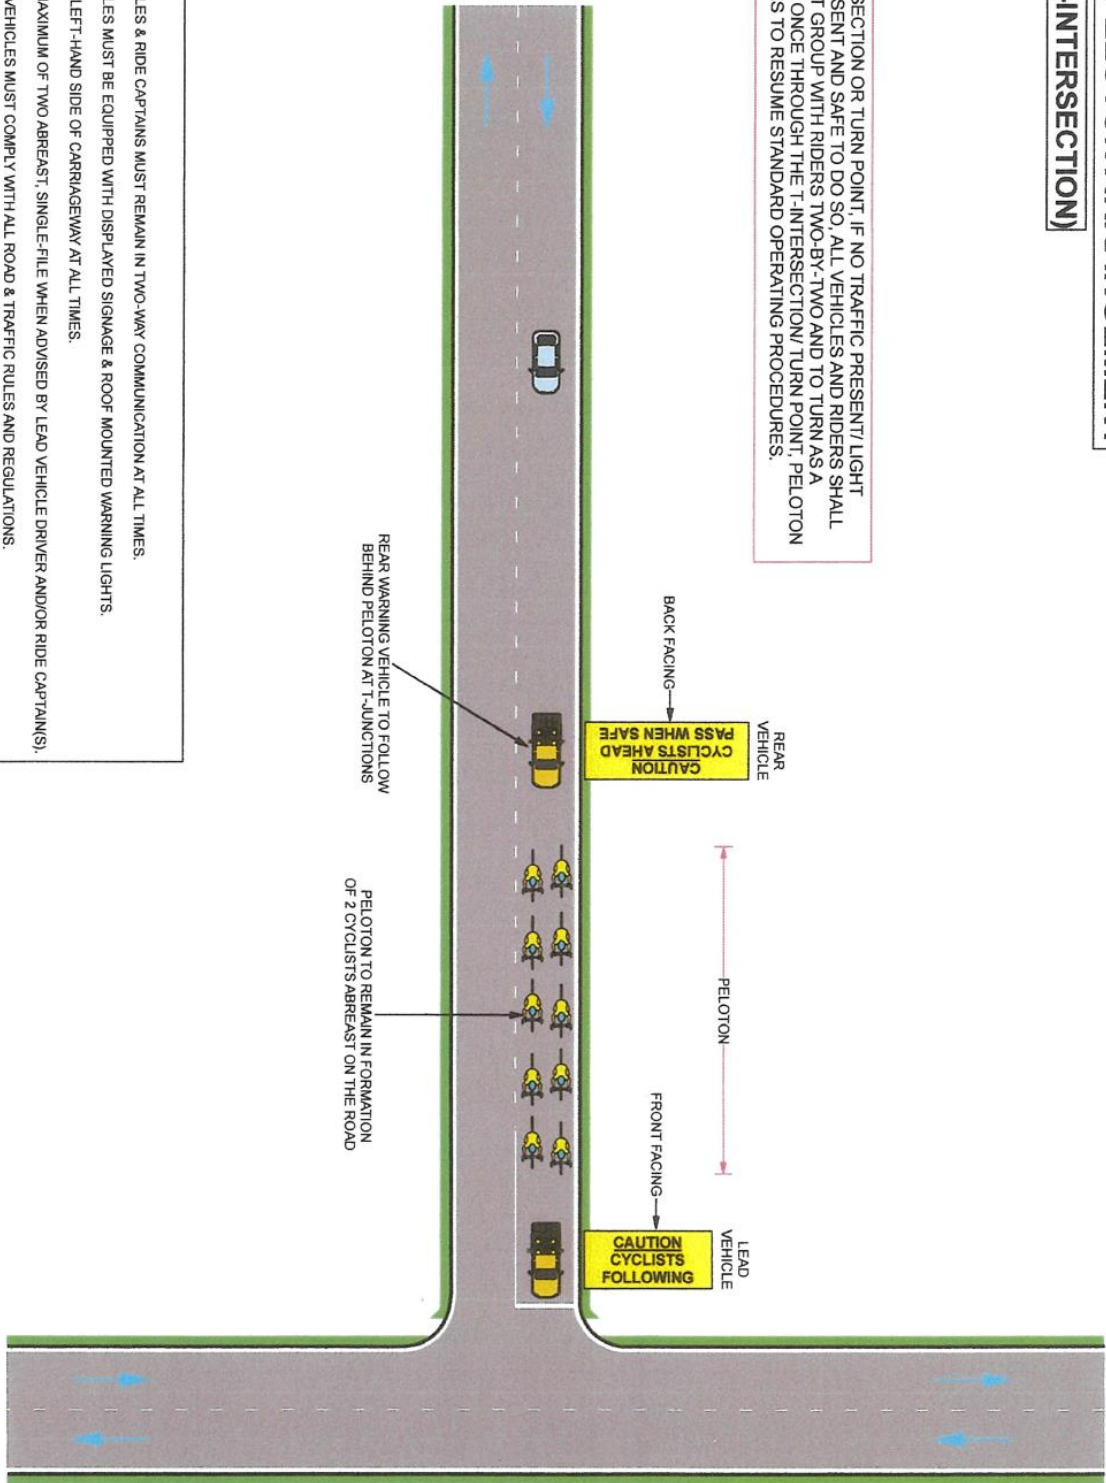 -INTERSECTION)
SECTION OR TURN POINT, IF NO TRAFFIC PRESENT/ LIGHT
SENT AND SAFE TO DO SO, ALL VEHICLES AND RIDERS SHALL
T GROUP WITH RIDERS TWO-BY-TWO AND TO TURN AS A
ONCE THROUGH THE T-INTERSECTION/ TURN POINT, PELOTON
S TO RESUME STANDARD OPERATING PROCEDURES.
REAR
VEHICLE
CAUTION
CYCLISTS AHEAD
PASS WHEN SAFE
BACK FACING
PELOTON
LEAD
VEHICLE
CAUTION
CYCLISTS
FOLLOWING
FRONT FACING
REAR WARNING VEHICLE TO FOLLOW
BEHIND PELOTON AT T-JUNCTIONS
PELOTON TO REMAIN IN FORMATION
OF 2 CYCLISTS ABREAST ON THE ROAD
LES & RIDE CAPTAINS MUST REMAIN IN TWO-WAY COMMUNICATION AT ALL TIMES.
LES MUST BE EQUIPPED WITH DISPLAYED SIGNAGE & ROOF MOUNTED WARNING LIGHTS.
LEFT-HAND SIDE OF CARRIAGEWAY AT ALL TIMES.
MAXIMUM OF TWO ABREAST, SINGLE-FILE WHEN ADVISED BY LEAD VEHICLE DRIVER AND/OR RIDE CAPTAIN(S).
VEHICLES MUST COMPLY WITH ALL ROAD & TRAFFIC RULES AND REGULATIONS.